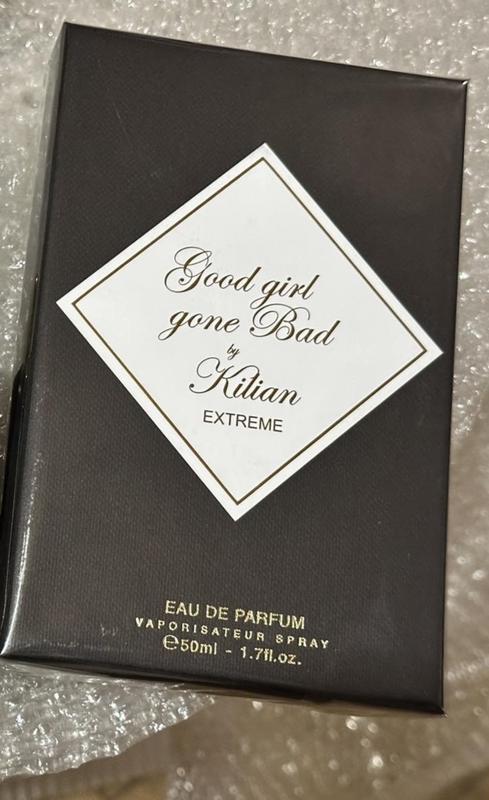 Good girl
gone Bad
by
Kilian
EXTREME
EAU DE PARFUM
VAPORISATEUR SPRAY
℮50ml - 1.7fl.oz.